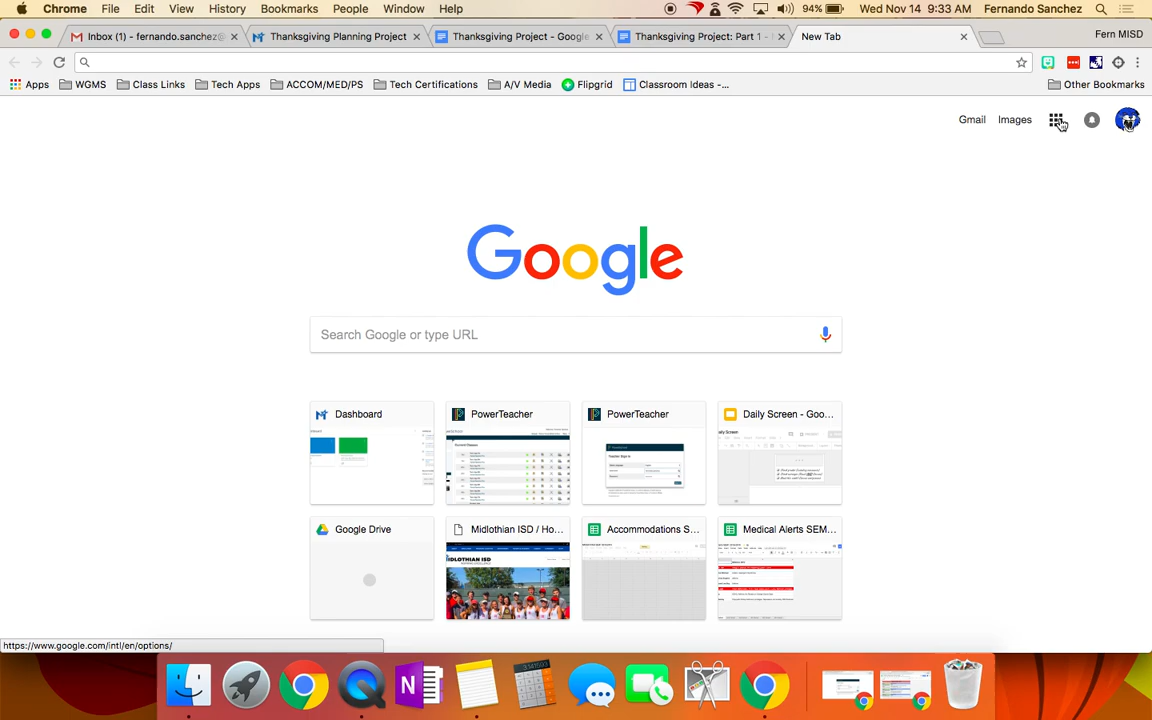 Chrome File Edit View History Bookmarks People Window Help 94% Wed Nov 14 9:33 AM Fernando Sanchez
Inbox (1) - fernando.sanchez@ Thanksgiving Planning Project Thanksgiving Project - Google Thanksgiving Project: Part 1 - New Tab Fern MISD
Apps WGMS Class Links Tech Apps ACCOM/MED/PS Tech Certifications A/V Media Flipgrid Classroom Ideas -... Other Bookmarks
Gmail Images
Google
Search Google or type URL
Dashboard PowerTeacher PowerTeacher Daily Screen - Goo...
Google Drive Midlothian ISD / Ho... Accommodations S... Medical Alerts SEM...
MIDLOTHIAN ISD
https://www.google.com/intl/en/options/